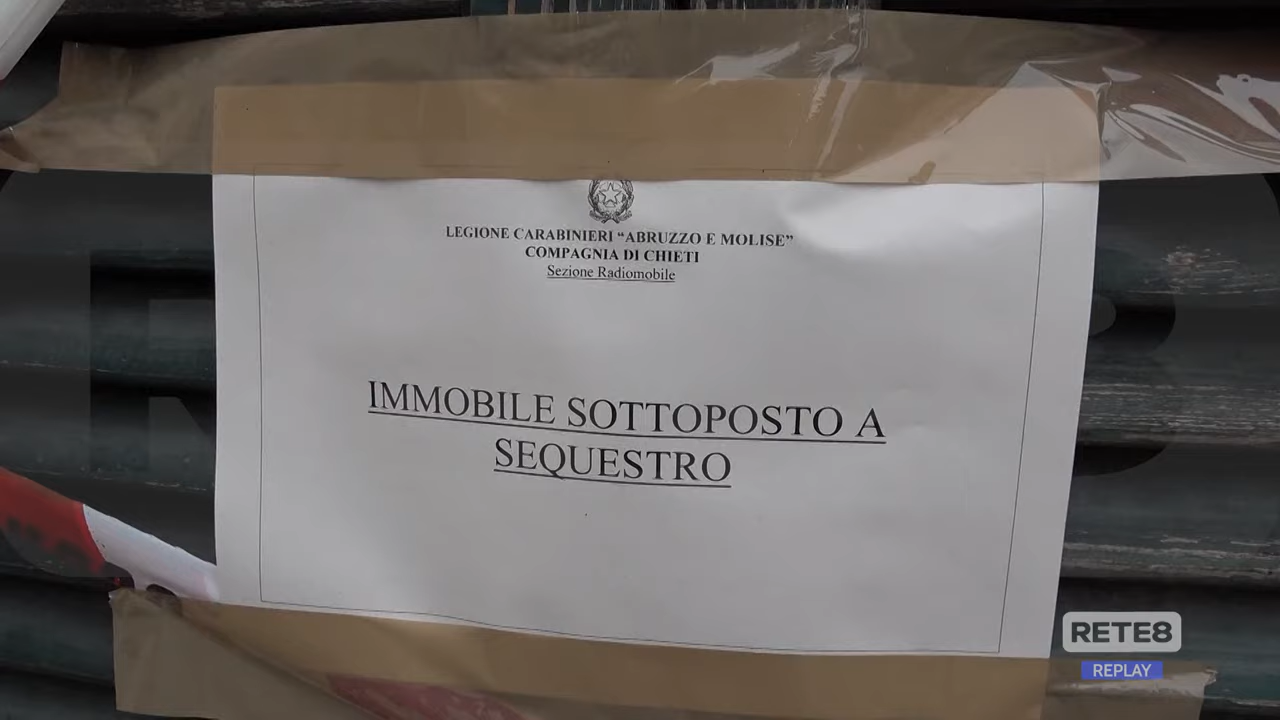 LEGIONE CARABINIERI “ABRUZZO E MOLISE”
COMPAGNIA DI CHIETI
Sezione Radiomobile
IMMOBILE SOTTOPOSTO A
SEQUESTRO
RETE8
REPLAY